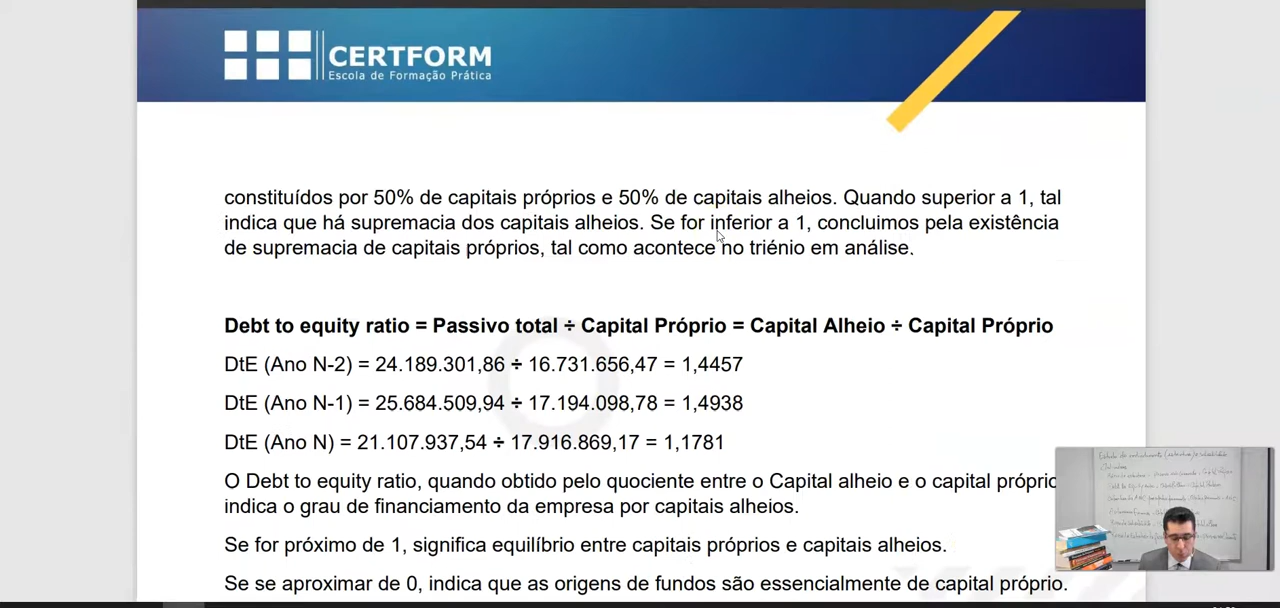 CERTFORM
Escola de Formação Prática
constituídos por 50% de capitais próprios e 50% de capitais alheios. Quando superior a 1, tal
indica que há supremacia dos capitais alheios. Se for inferior a 1, concluimos pela existência
de supremacia de capitais próprios, tal como acontece no triénio em análise.
Debt to equity ratio = Passivo total ÷ Capital Próprio = Capital Alheio ÷ Capital Próprio
DtE (Ano N-2) = 24.189.301,86 ÷ 16.731.656,47 = 1,4457
DtE (Ano N-1) = 25.684.509,94 ÷ 17.194.098,78 = 1,4938
DtE (Ano N) = 21.107.937,54 ÷ 17.916.869,17 = 1,1781
O Debt to equity ratio, quando obtido pelo quociente entre o Capital alheio e o capital próprio
indica o grau de financiamento da empresa por capitais alheios.
Se for próximo de 1, significa equilíbrio entre capitais próprios e capitais alheios.
Se se aproximar de 0, indica que as origens de fundos são essencialmente de capital próprio.